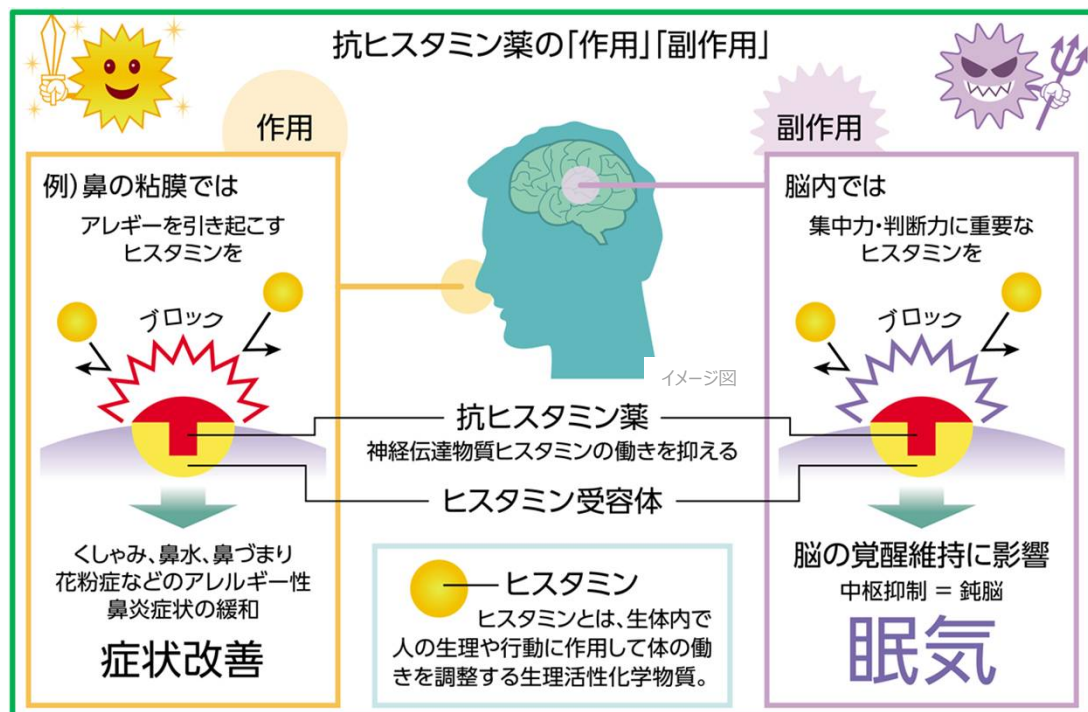 抗ヒスタミン薬の「作用」「副作用」
作用
例)鼻の粘膜では
アレギーを引き起こす
ヒスタミンを
ブロック
くしゃみ、鼻水、鼻づまり
花粉症などのアレルギー性
鼻炎症状の緩和
症状改善
イメージ図
抗ヒスタミン薬
神経伝達物質ヒスタミンの働きを抑える
ヒスタミン受容体
ヒスタミン
ヒスタミンとは、生体内で
人の生理や行動に作用して体の働
きを調整する生理活性化学物質。
副作用
脳内では
集中力・判断力に重要な
ヒスタミンを
ブロック
脳の覚醒維持に影響
中枢抑制 = 鈍脳
眠気